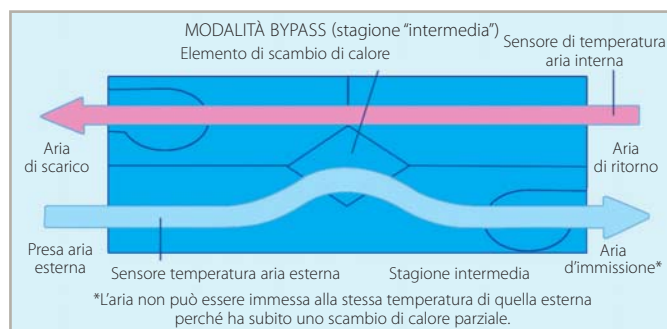 MODALITÀ BYPASS (stagione “intermedia”)
Elemento di scambio di calore
Sensore di temperatura
aria interna
Aria
di scarico
Aria
di ritorno
Presa aria
esterna
Sensore temperatura aria esterna
Stagione intermedia
Aria
d’immissione*
*L’aria non può essere immessa alla stessa temperatura di quella esterna
perché ha subito uno scambio di calore parziale.